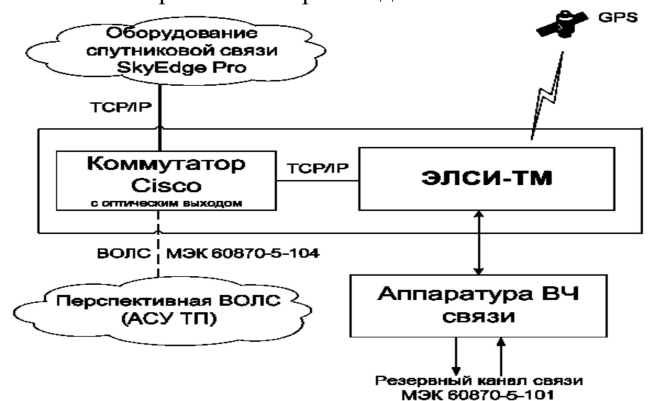 GPS
Оборудование
спутниковой связи
SkyEdge Pro
TCP/IP
Коммутатор
Cisco
с оптическим выходом
TCP/IP
ЭЛСИ-ТМ
ВОЛС
МЭК 60870-5-104
Перспективная ВОЛС
(АСУ ТП)
Аппаратура ВЧ
связи
Резервный канал связи
МЭК 60870-5-101